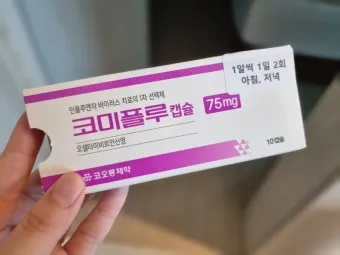 인플루엔자 바이러스 치료의 1차 선택제
코미플루 캡슐
75mg
오셀타미비르인산염
코오롱제약
10캡슐
1알씩 1일 2회
아침, 저녁